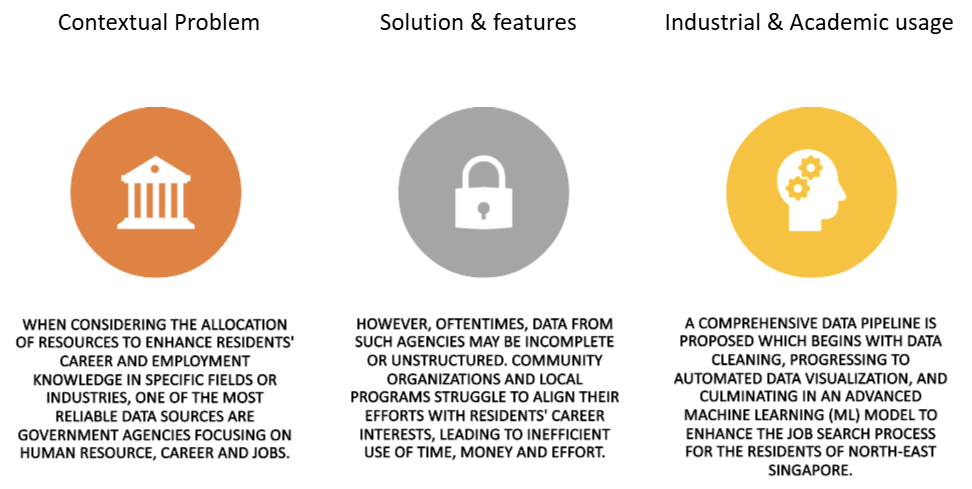 Contextual Problem
Solution & features
Industrial & Academic usage
WHEN CONSIDERING THE ALLOCATION
OF RESOURCES TO ENHANCE RESIDENTS'
CAREER AND EMPLOYMENT
KNOWLEDGE IN SPECIFIC FIELDS OR
INDUSTRIES, ONE OF THE MOST
RELIABLE DATA SOURCES ARE
GOVERNMENT AGENCIES FOCUSING ON
HUMAN RESOURCE, CAREER AND JOBS.
HOWEVER, OFTENTIMES, DATA FROM
SUCH AGENCIES MAY BE INCOMPLETE
OR UNSTRUCTURED. COMMUNITY
ORGANIZATIONS AND LOCAL
PROGRAMS STRUGGLE TO ALIGN THEIR
EFFORTS WITH RESIDENTS' CAREER
INTERESTS, LEADING TO INEFFICIENT
USE OF TIME, MONEY AND EFFORT.
A COMPREHENSIVE DATA PIPELINE IS
PROPOSED WHICH BEGINS WITH DATA
CLEANING, PROGRESSING TO
AUTOMATED DATA VISUALIZATION, AND
CULMINATING IN AN ADVANCED
MACHINE LEARNING (ML) MODEL TO
ENHANCE THE JOB SEARCH PROCESS
FOR THE RESIDENTS OF NORTH-EAST
SINGAPORE.